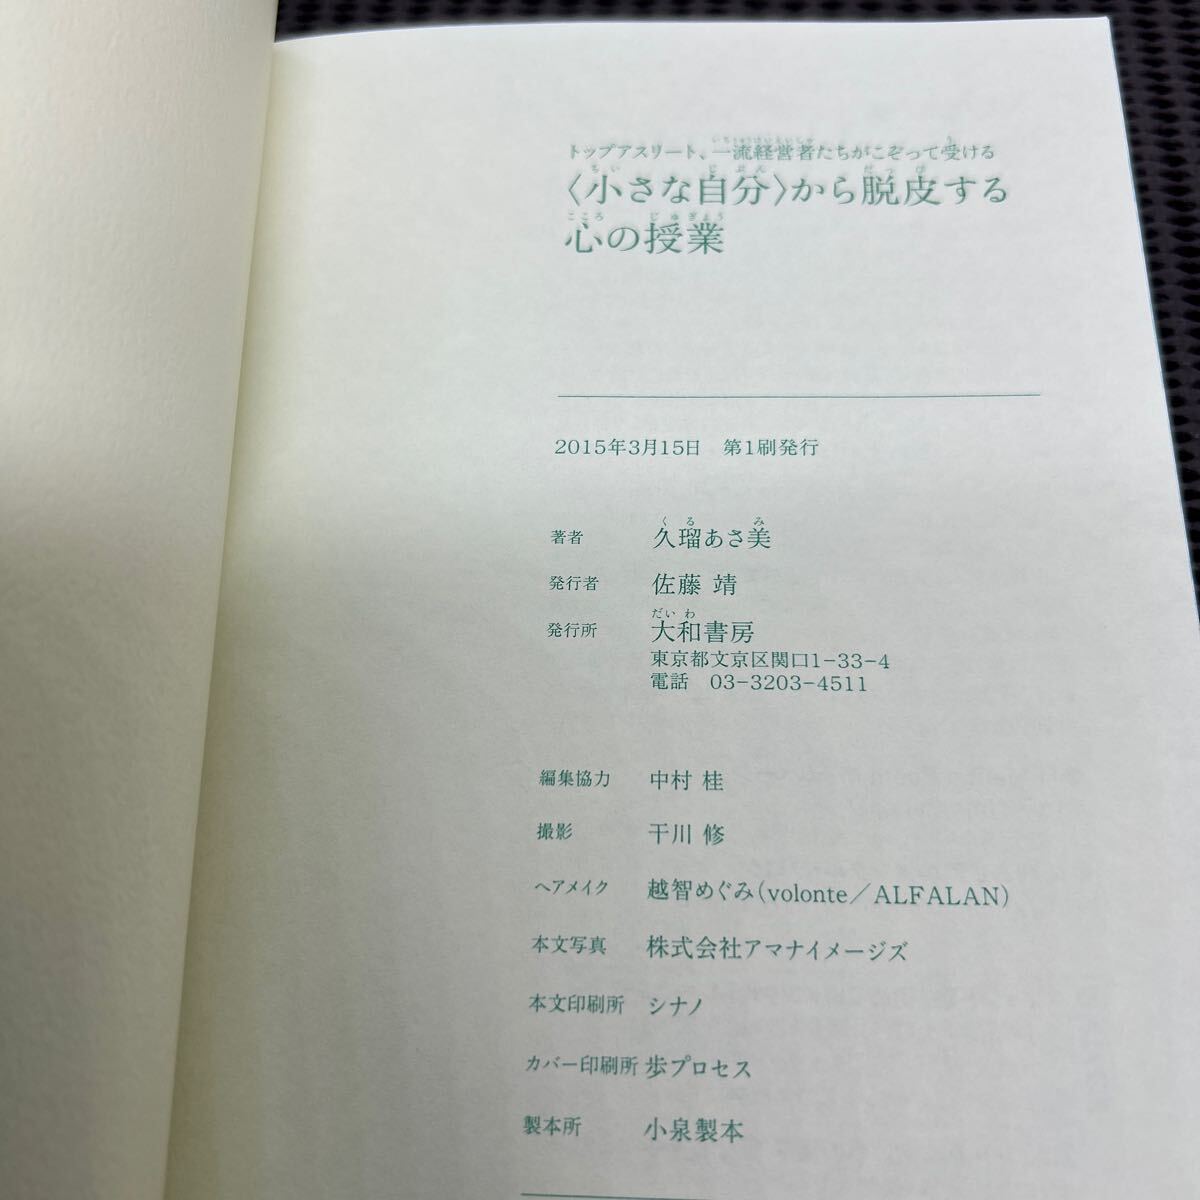 トップアスリート、一流経営者たちがこぞって受ける
〈小さな自分〉から脱皮する
心の授業
2015年3月15日　第1刷発行
著者　久瑠あさ美
発行者　佐藤 靖
発行所　大和書房
東京都文京区関口1-33-4
電話　03-3203-4511
編集協力　中村 桂
撮影　干川 修
ヘアメイク　越智めぐみ(volonte／ALFALAN)
本文写真　株式会社アマナイメージズ
本文印刷所　シナノ
カバー印刷所　歩プロセス
製本所　小泉製本